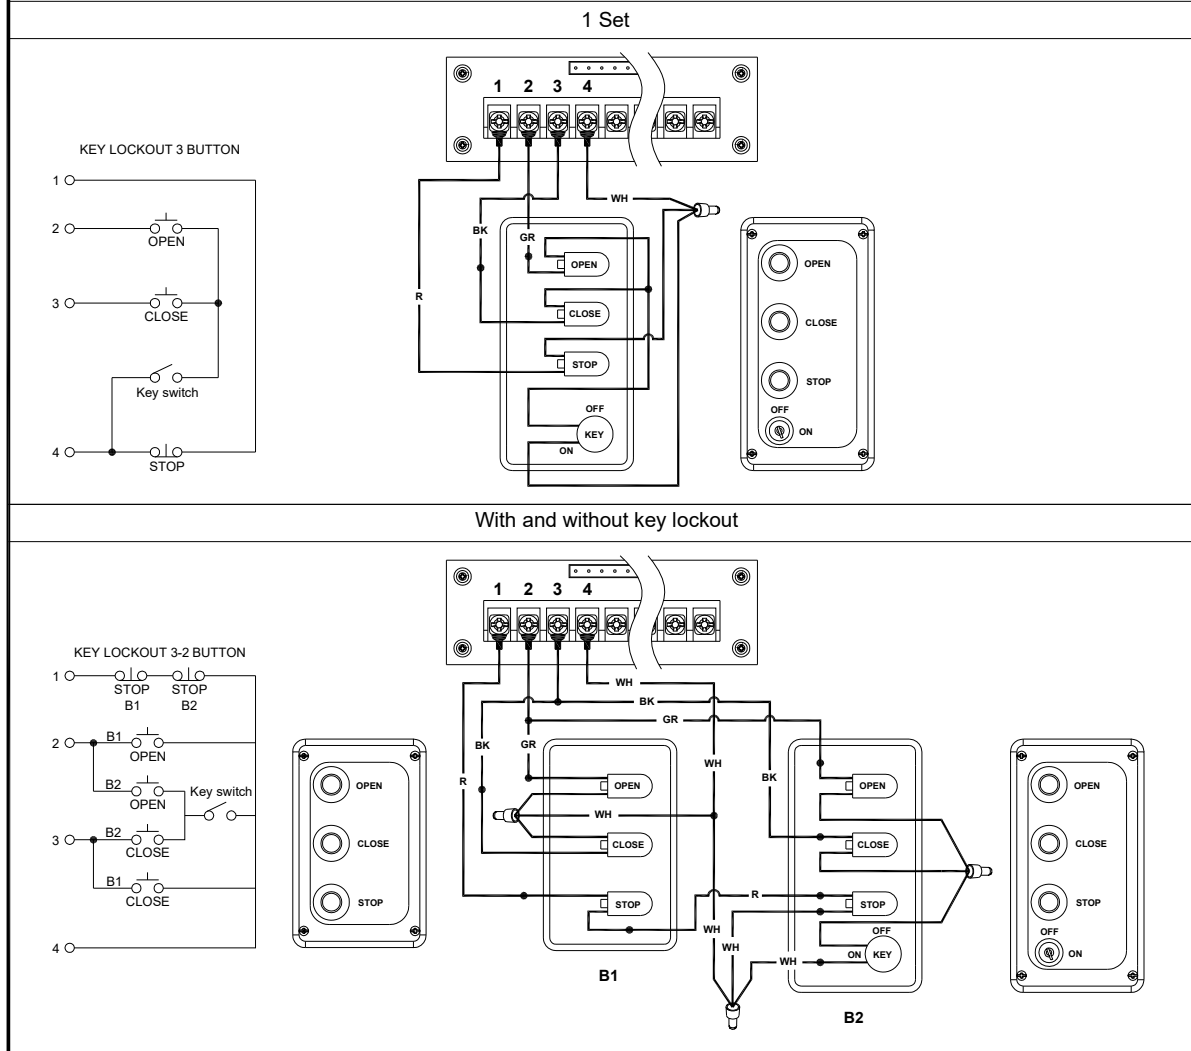 1 Set
1 2 3 4
KEY LOCKOUT 3 BUTTON
1
2
OPEN
3
CLOSE
Key switch
4
STOP
WH
BK
GR
R
OPEN
CLOSE
STOP
OFF
KEY
ON
OPEN
CLOSE
STOP
OFF
ON
With and without key lockout
1 2 3 4
KEY LOCKOUT 3-2 BUTTON
1
STOP STOP
B1 B2
2 B1
OPEN
B2 Key switch
OPEN
3 B2
CLOSE
B1
CLOSE
4
OPEN
CLOSE
STOP
WH
BK
GR
BK GR
R
WH
BK
OPEN
WH
CLOSE
STOP
B1
R
WH
WH
WH
OPEN
CLOSE
STOP
OFF
ON KEY
B2
OPEN
CLOSE
STOP
OFF
ON